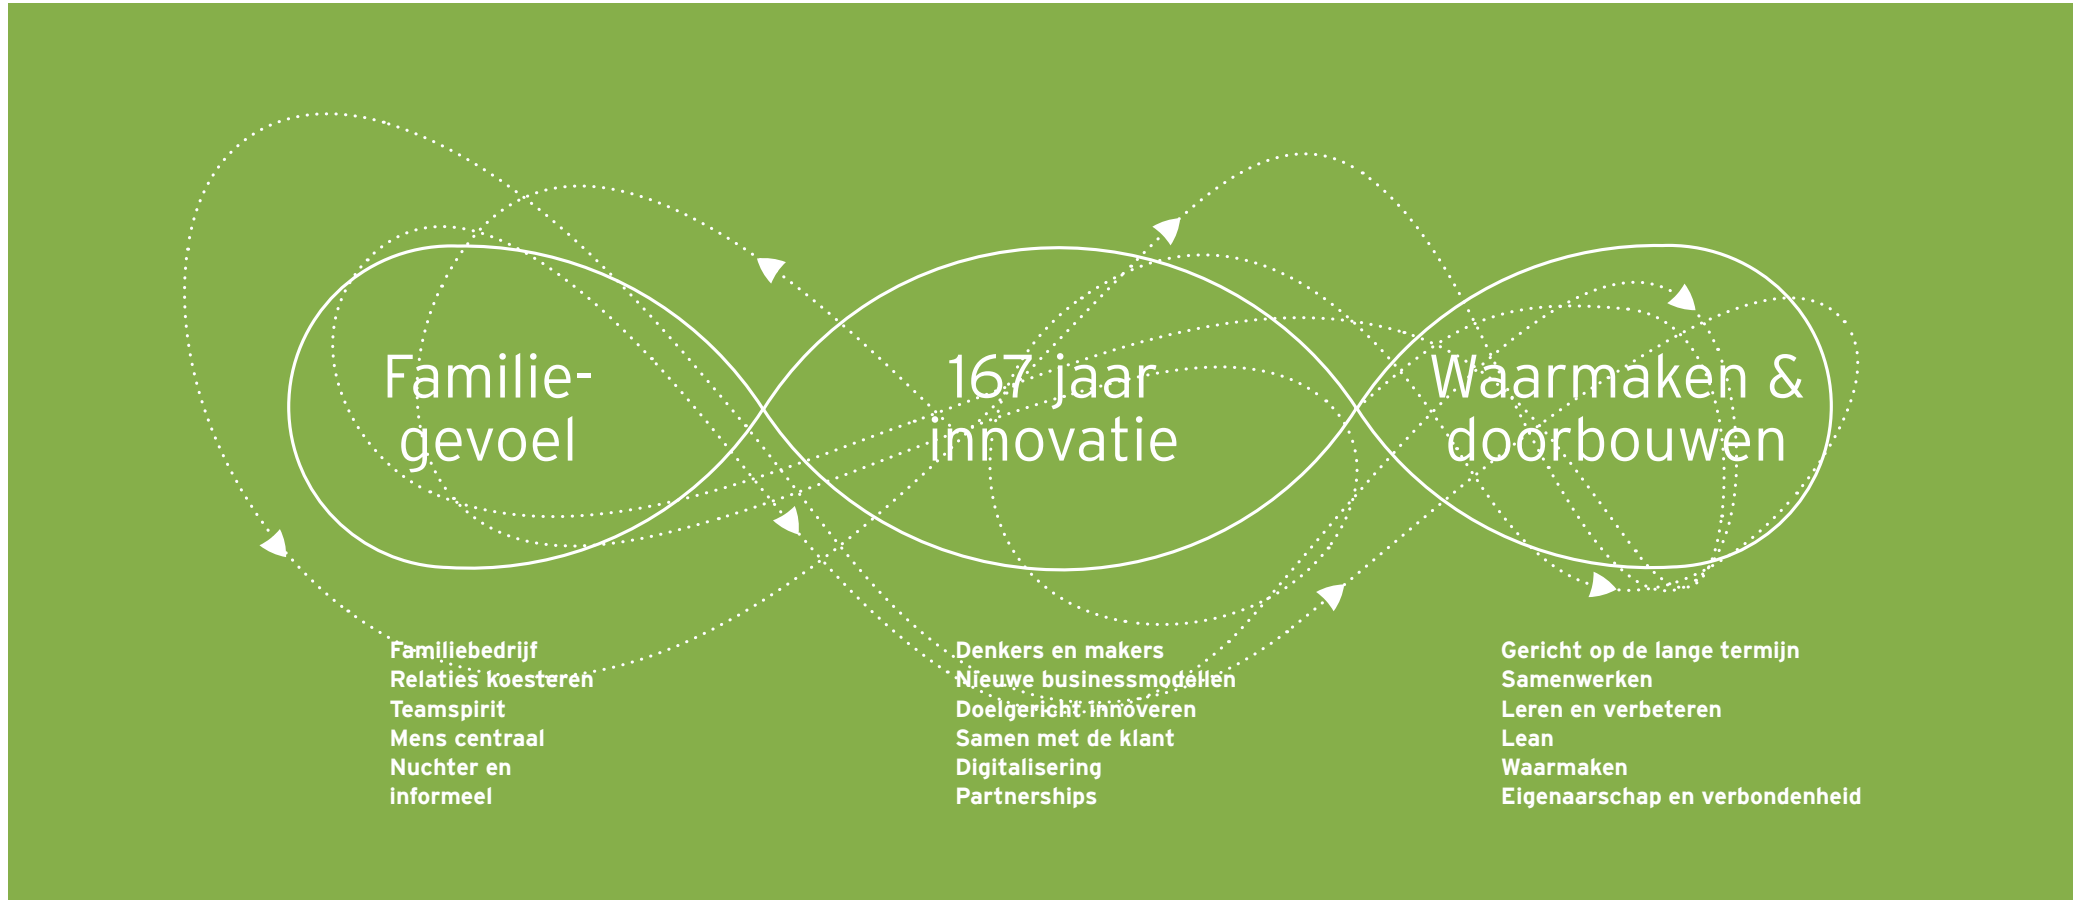 Familie-
gevoel
167 jaar
innovatie
Waarmaken &
doorbouwen
Familiebedrijf
Relaties koesteren
Teamspirit
Mens centraal
Nuchter en
informeel
Denkers en makers
Nieuwe businessmodellen
Doelgericht innoveren
Samen met de klant
Digitalisering
Partnerships
Gericht op de lange termijn
Samenwerken
Leren en verbeteren
Lean
Waarmaken
Eigenaarschap en verbondenheid